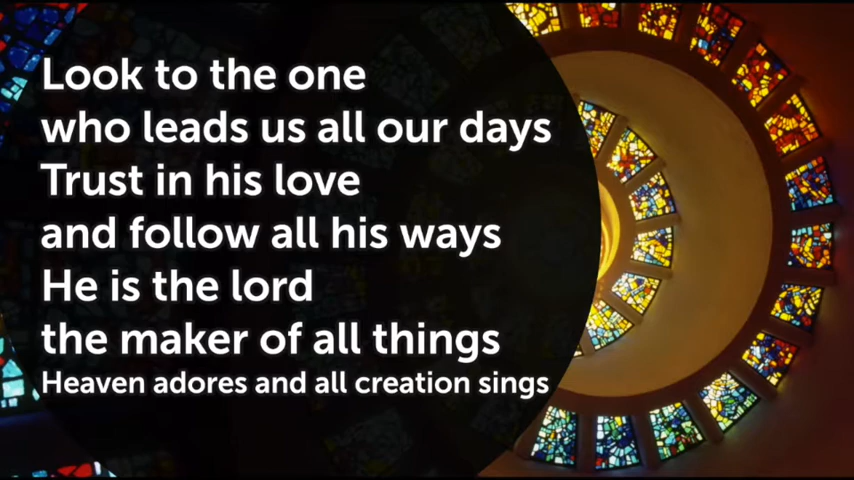 Look to the one
who leads us all our days
Trust in his love
and follow all his ways
He is the lord
the maker of all things
Heaven adores and all creation sings